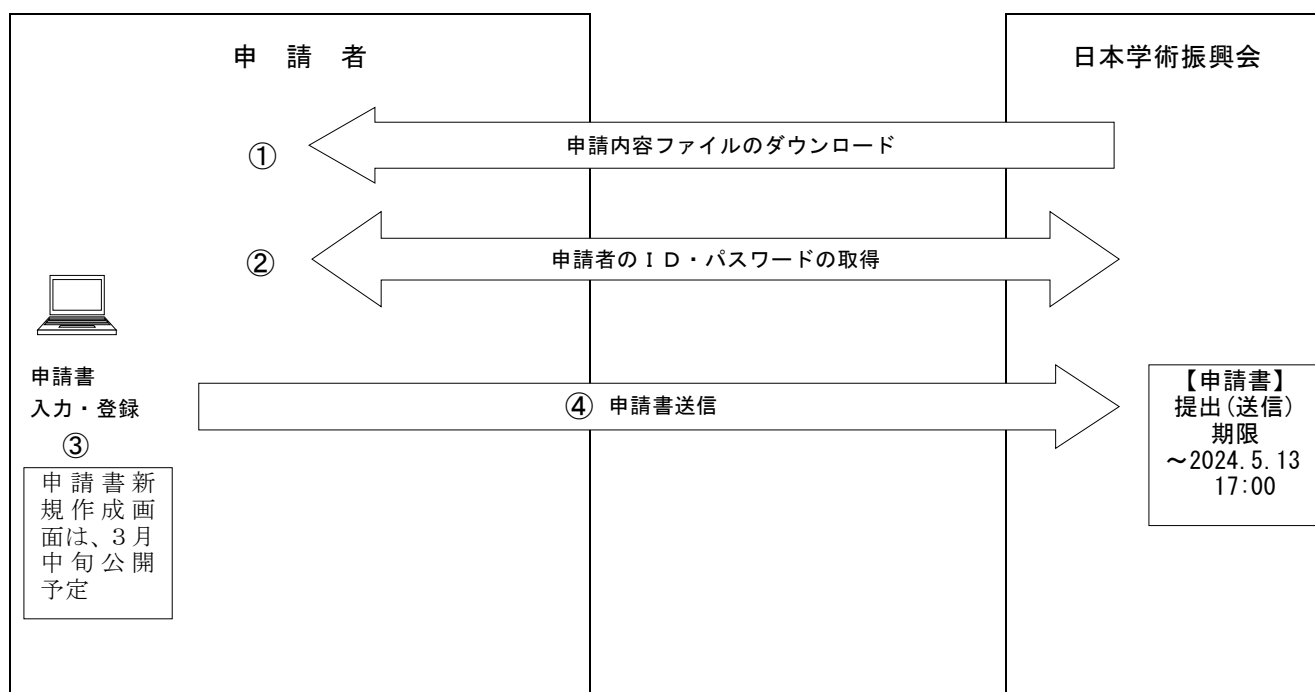 申 請 者
日本学術振興会
① 申請内容ファイルのダウンロード
② 申請者のＩＤ・パスワードの取得
申請書
入力・登録
③
申請書新
規作成画
面は、３月
中旬公開
予定
④ 申請書送信
【申請書】
提出(送信)
期限
～2024.5.13
17:00